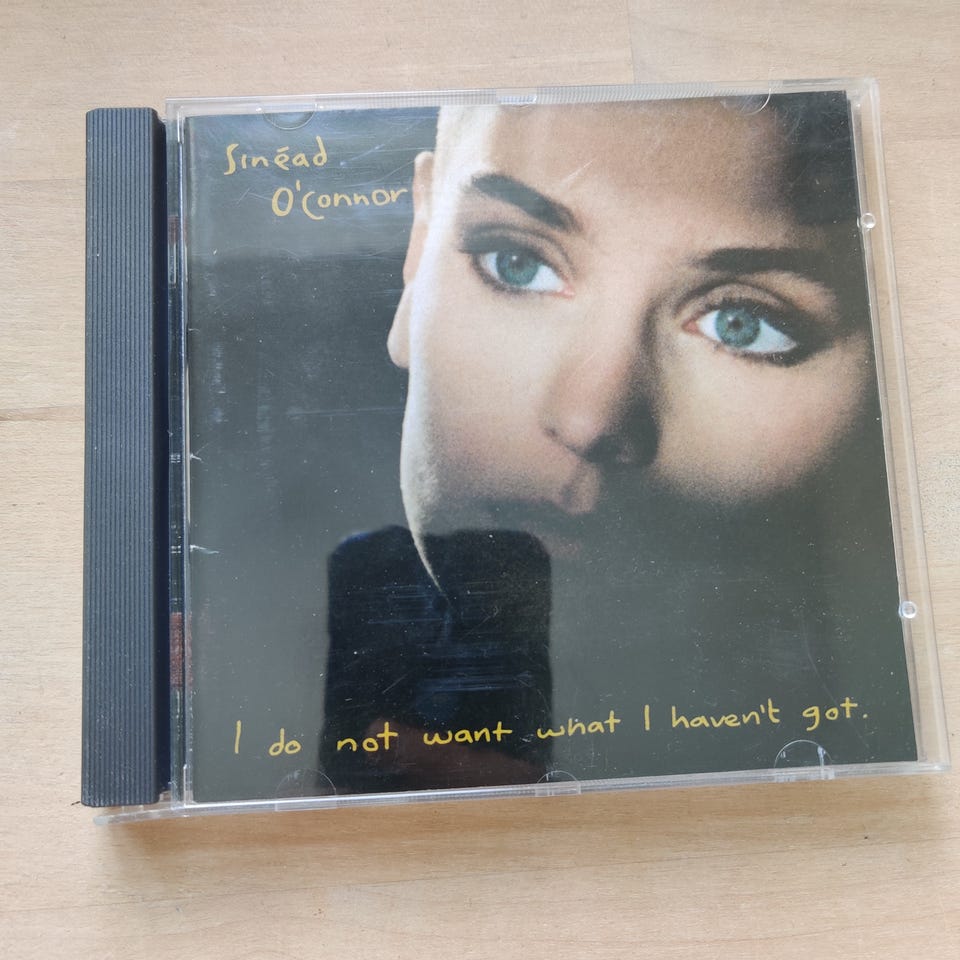 Sinéad
O'Connor
I do not want what I haven't got.